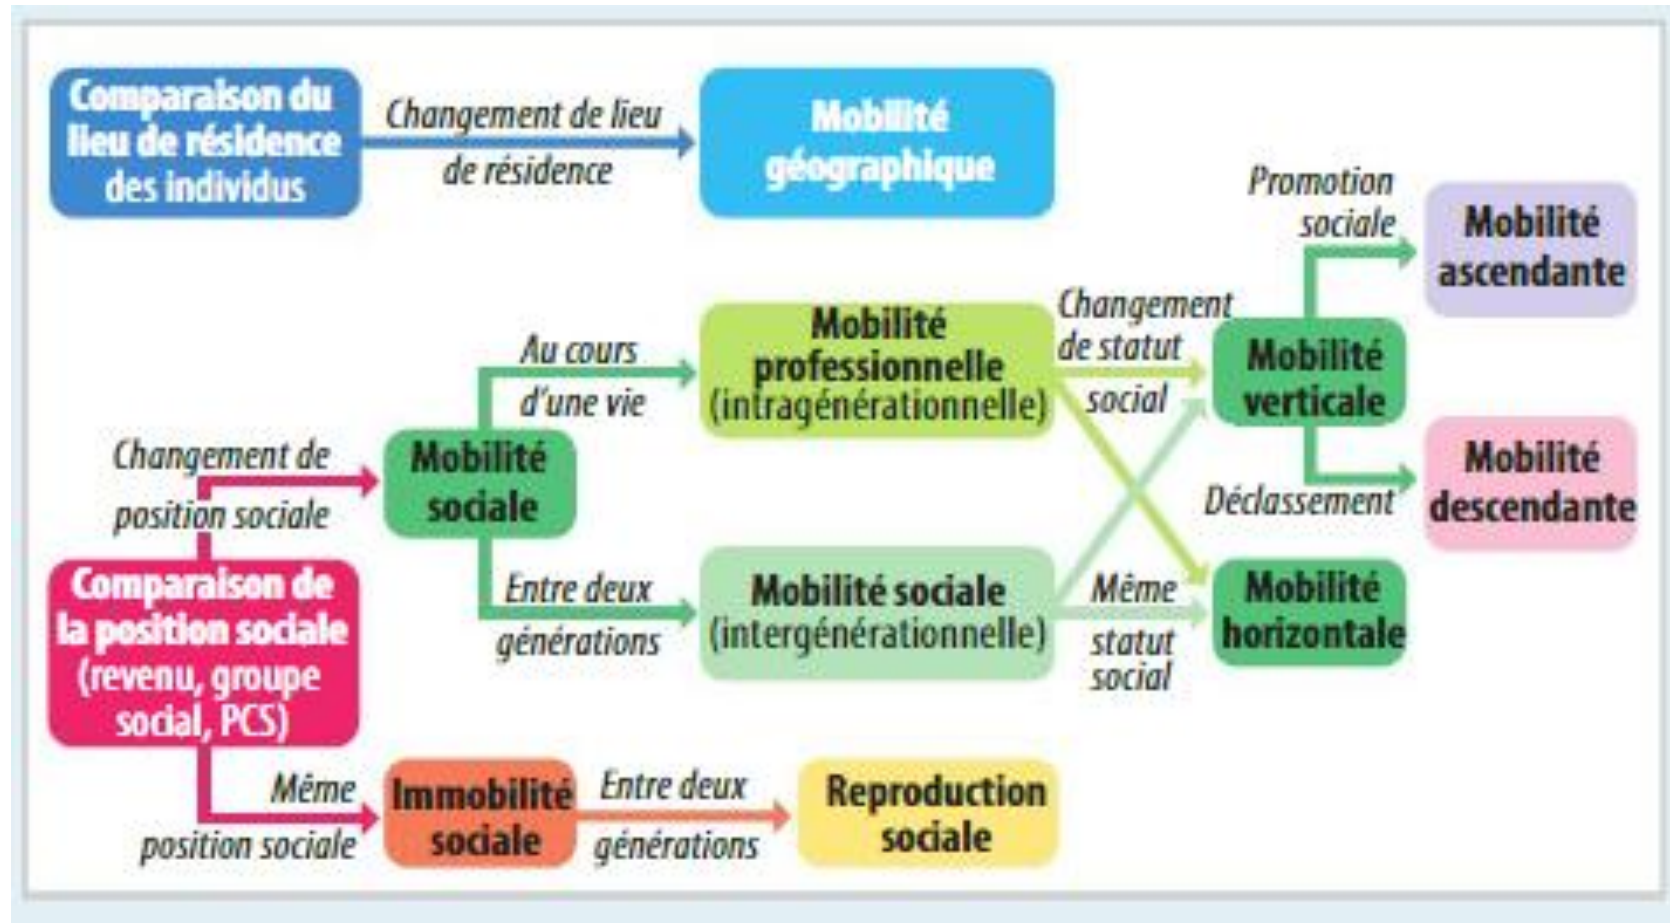 Comparaison du
lieu de résidence
des individus
Changement de lieu
de résidence
Mobilité
géographique
Promotion
sociale
Mobilité
ascendante
Au cours
d'une vie
Mobilité
professionnelle
(intragénérationnelle)
Changement
de statut
social
Mobilité
verticale
Changement de
position sociale
Mobilité
sociale
Déclassement
Mobilité
descendante
Comparaison de
la position sociale
(revenu, groupe
social, PCS)
Entre deux
générations
Mobilité sociale
(intergénérationnelle)
Même
statut
social
Mobilité
horizontale
Même
position sociale
Immobilité
sociale
Entre deux
générations
Reproduction
sociale